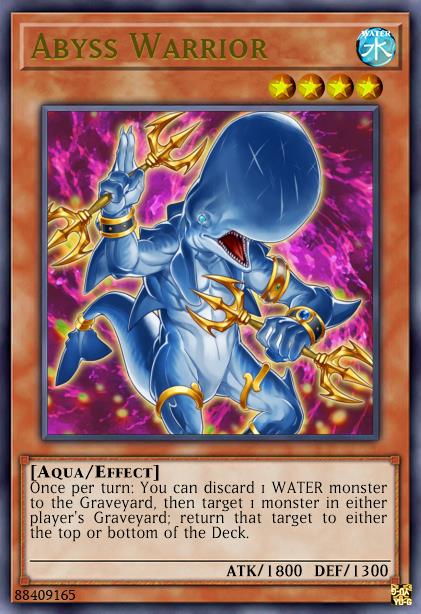 Abyss Warrior
WATER
水
[Aqua/Effect]
Once per turn: You can discard 1 WATER monster
to the Graveyard, then target 1 monster in either
player's Graveyard; return that target to either
the top or bottom of the Deck.
ATK/1800 DEF/1300
88409165